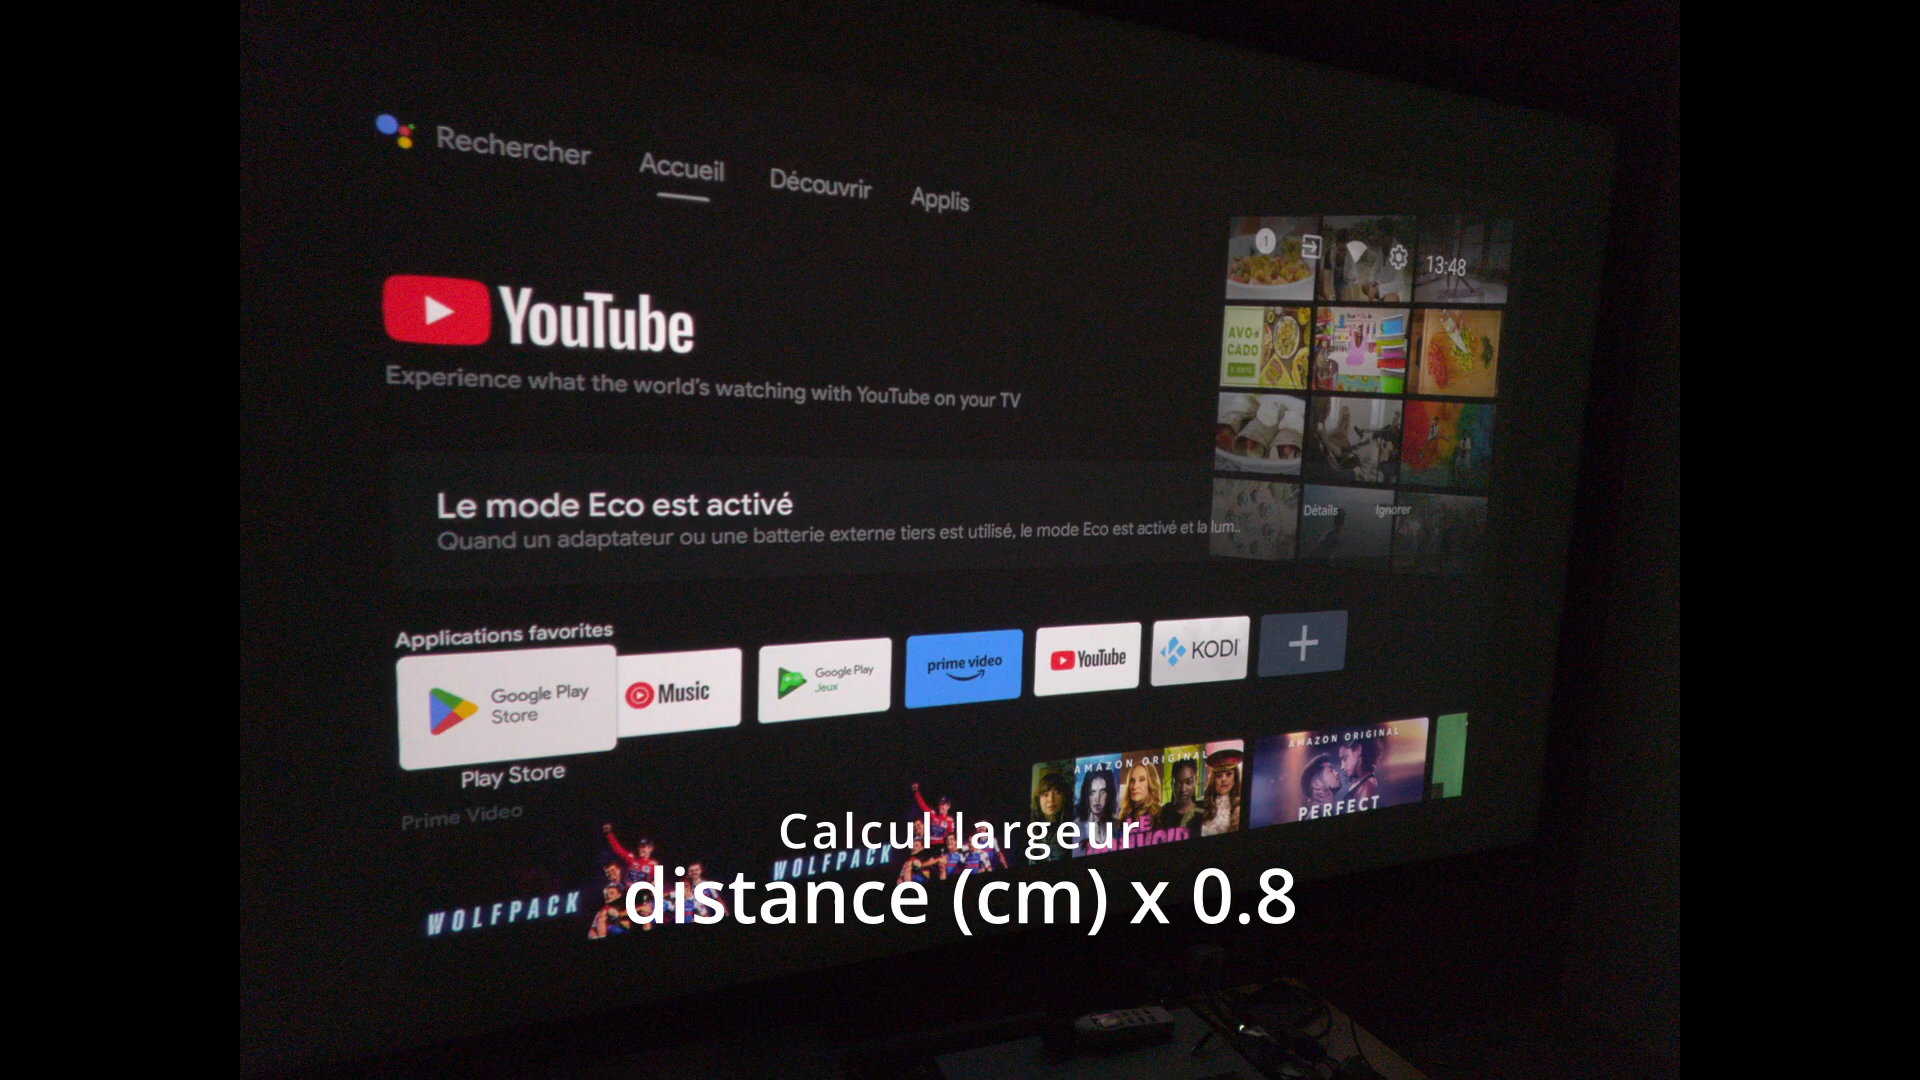 Rechercher
Accueil
Découvrir
Applis
1
13:48
YouTube
Experience what the world's watching with YouTube on your TV
AVO
CADO
Le mode Eco est activé
Quand un adaptateur ou une batterie externe tiers est utilisé, le mode Eco est activé et la lum..
Détails
Ignorer
Applications favorites
Google Play
Store
Music
Google Play
Jeux
prime video
YouTube
KODI
Play Store
Prime Video
AMAZON ORIGINAL
AMAZON ORIGINAL
PERFECT
LE
WOLFPACK
WOLFPACK
Calcul largeur
distance (cm) x 0.8